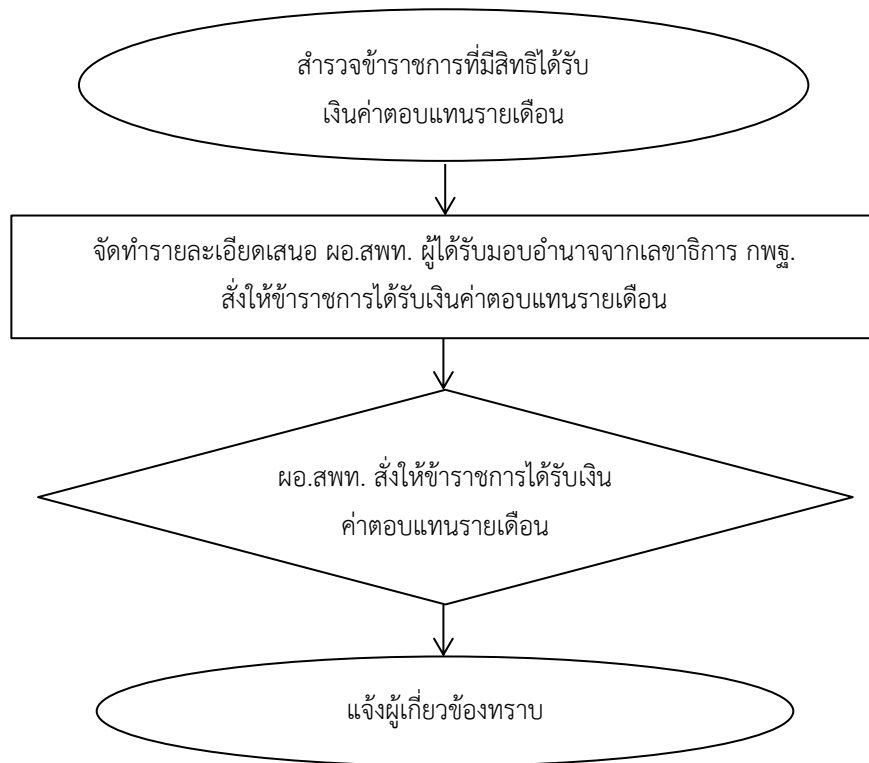 สำรวจข้าราชการที่มีสิทธิได้รับ
เงินค่าตอบแทนรายเดือน
จัดทำรายละเอียดเสนอ ผอ.สพท. ผู้ได้รับมอบอำนาจจากเลขาธิการ กพฐ.
สั่งให้ข้าราชการได้รับเงินค่าตอบแทนรายเดือน
ผอ.สพท. สั่งให้ข้าราชการได้รับเงิน
ค่าตอบแทนรายเดือน
แจ้งผู้เกี่ยวข้องทราบ